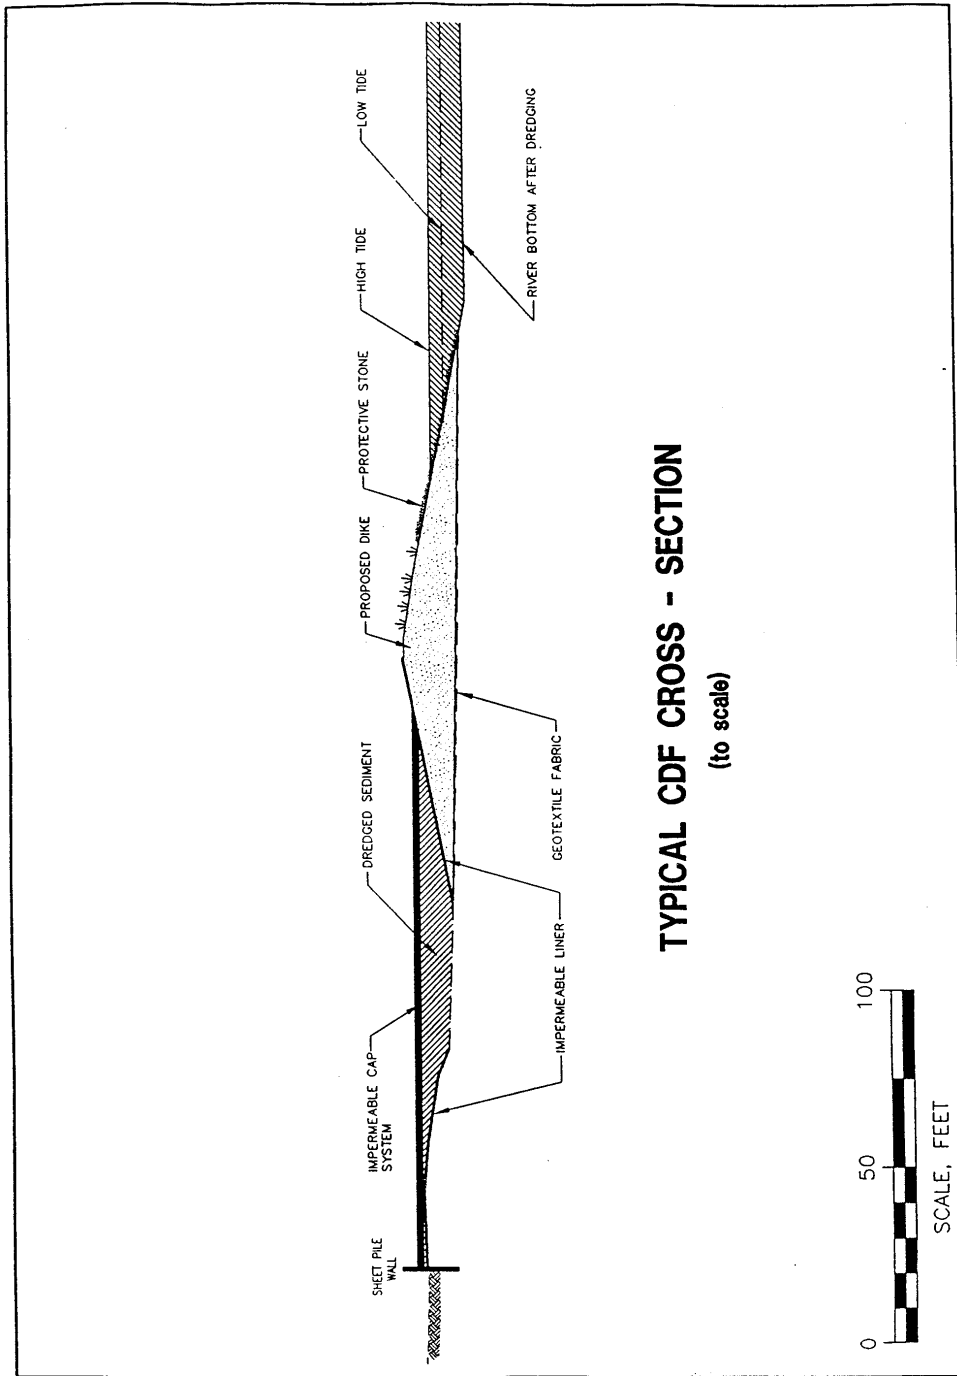 SHEET PILE
WALL
IMPERMEABLE CAP
SYSTEM
DREDGED SEDIMENT
PROPOSED DIKE
PROTECTIVE STONE
HIGH TIDE
LOW TIDE
IMPERMEABLE LINER
GEOTEXTILE FABRIC
RIVER BOTTOM AFTER DREDGING
TYPICAL CDF CROSS - SECTION
(to scale)
0 50 100
SCALE, FEET